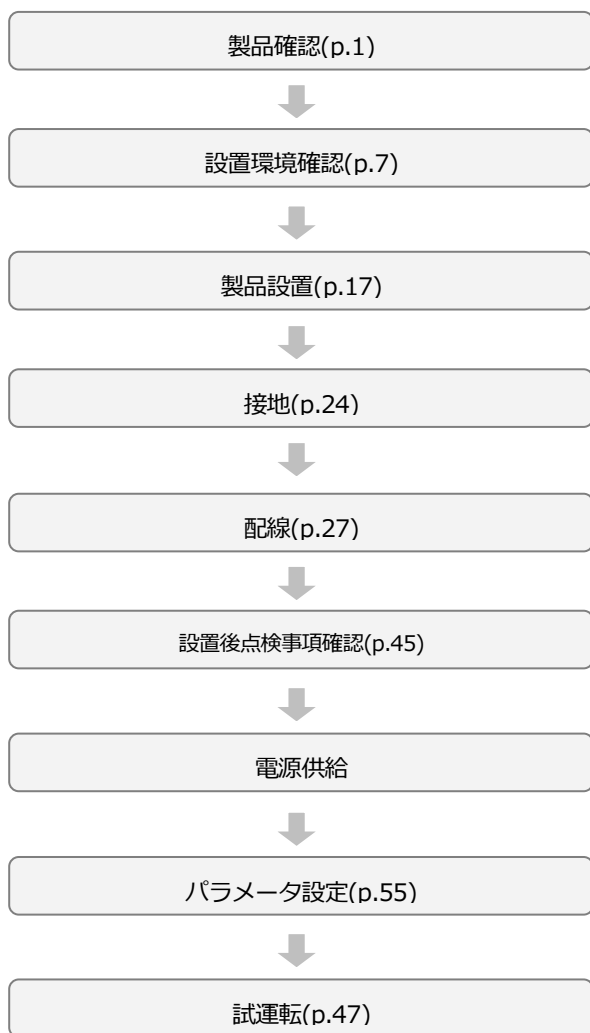 製品確認(p.1)
設置環境確認(p.7)
製品設置(p.17)
接地(p.24)
配線(p.27)
設置後点検事項確認(p.45)
電源供給
パラメータ設定(p.55)
試運転(p.47)